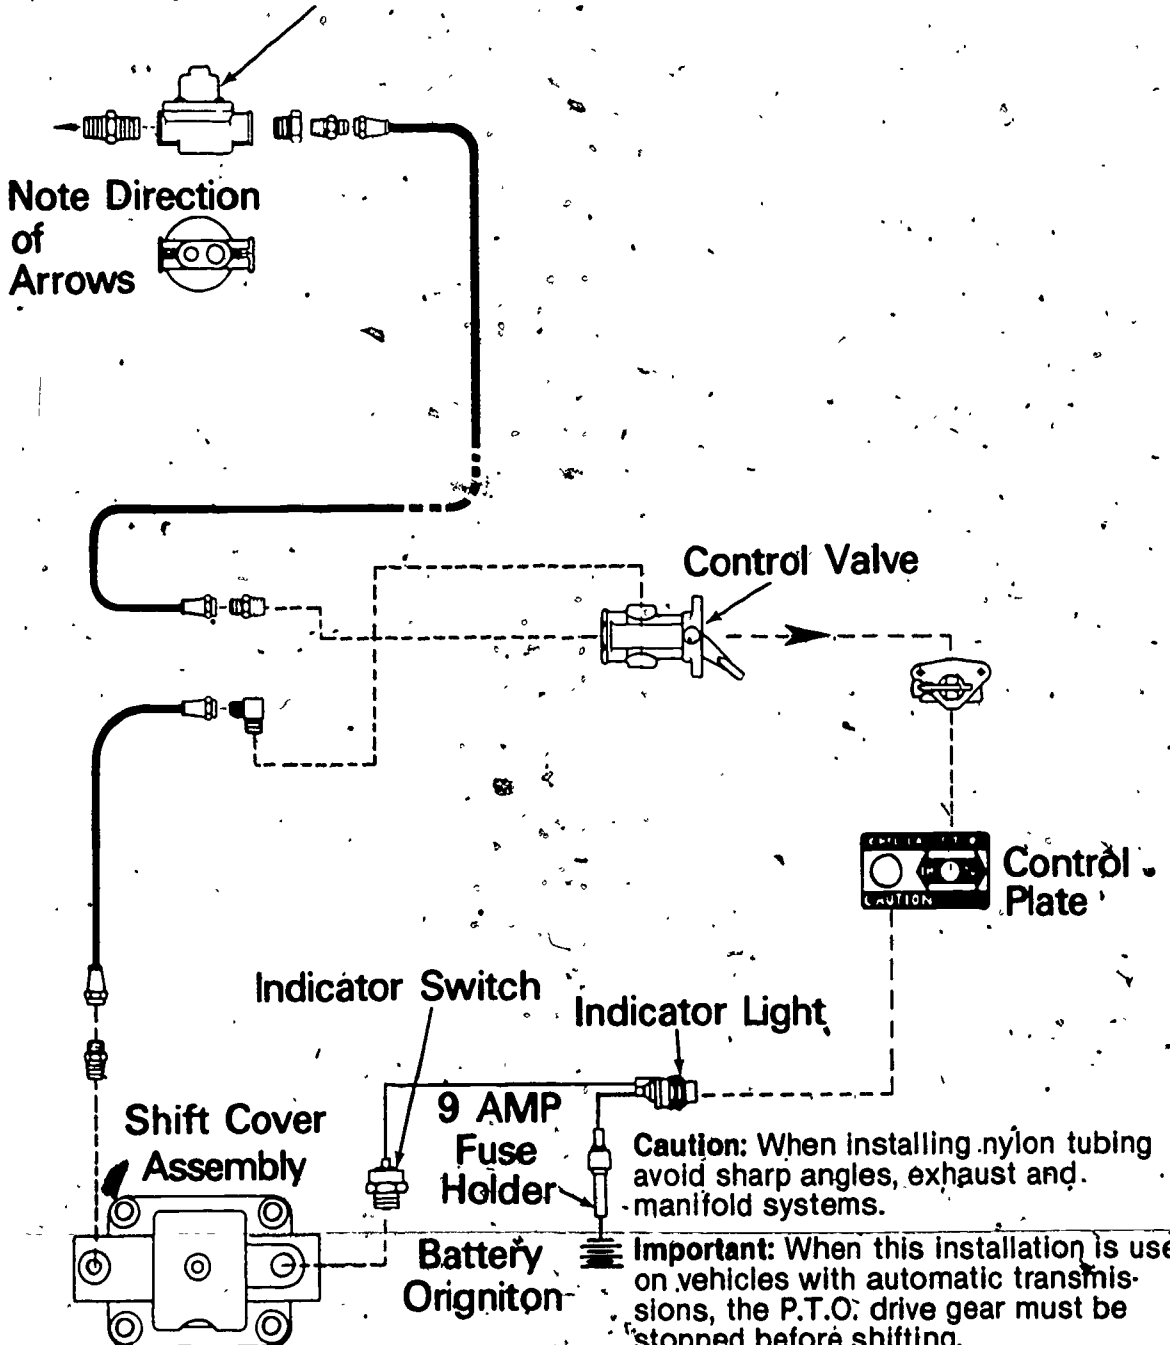 Note Direction
of
Arrows
Control Valve
Control
Plate
CAUTION
Indicator Switch
Indicator Light
Shift Cover
Assembly
9 AMP
Fuse
Holder
Battery
Origniton
Caution: When installing nylon tubing
avoid sharp angles, exhaust and
manifold systems.
Important: When this installation is use
on vehicles with automatic transmis-
sions, the P.T.O. drive gear must be
stopped before shifting.